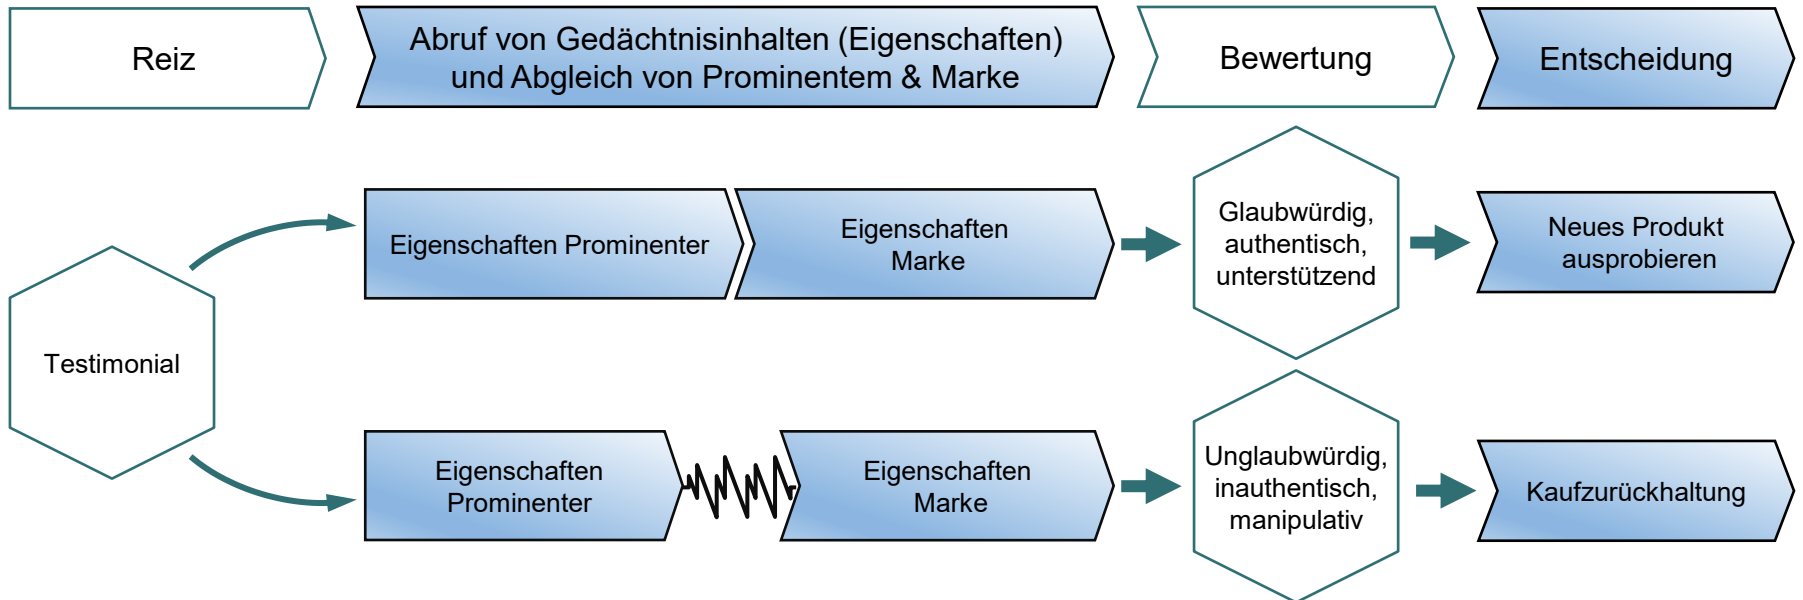 Reiz
Abruf von Gedächtnisinhalten (Eigenschaften)
und Abgleich von Prominentem & Marke
Bewertung
Entscheidung
Testimonial
Eigenschaften Prominenter
Eigenschaften
Marke
Glaubwürdig,
authentisch,
unterstützend
Neues Produkt
ausprobieren
Eigenschaften
Prominenter
Eigenschaften
Marke
Unglaubwürdig,
inauthentisch,
manipulativ
Kaufzurückhaltung